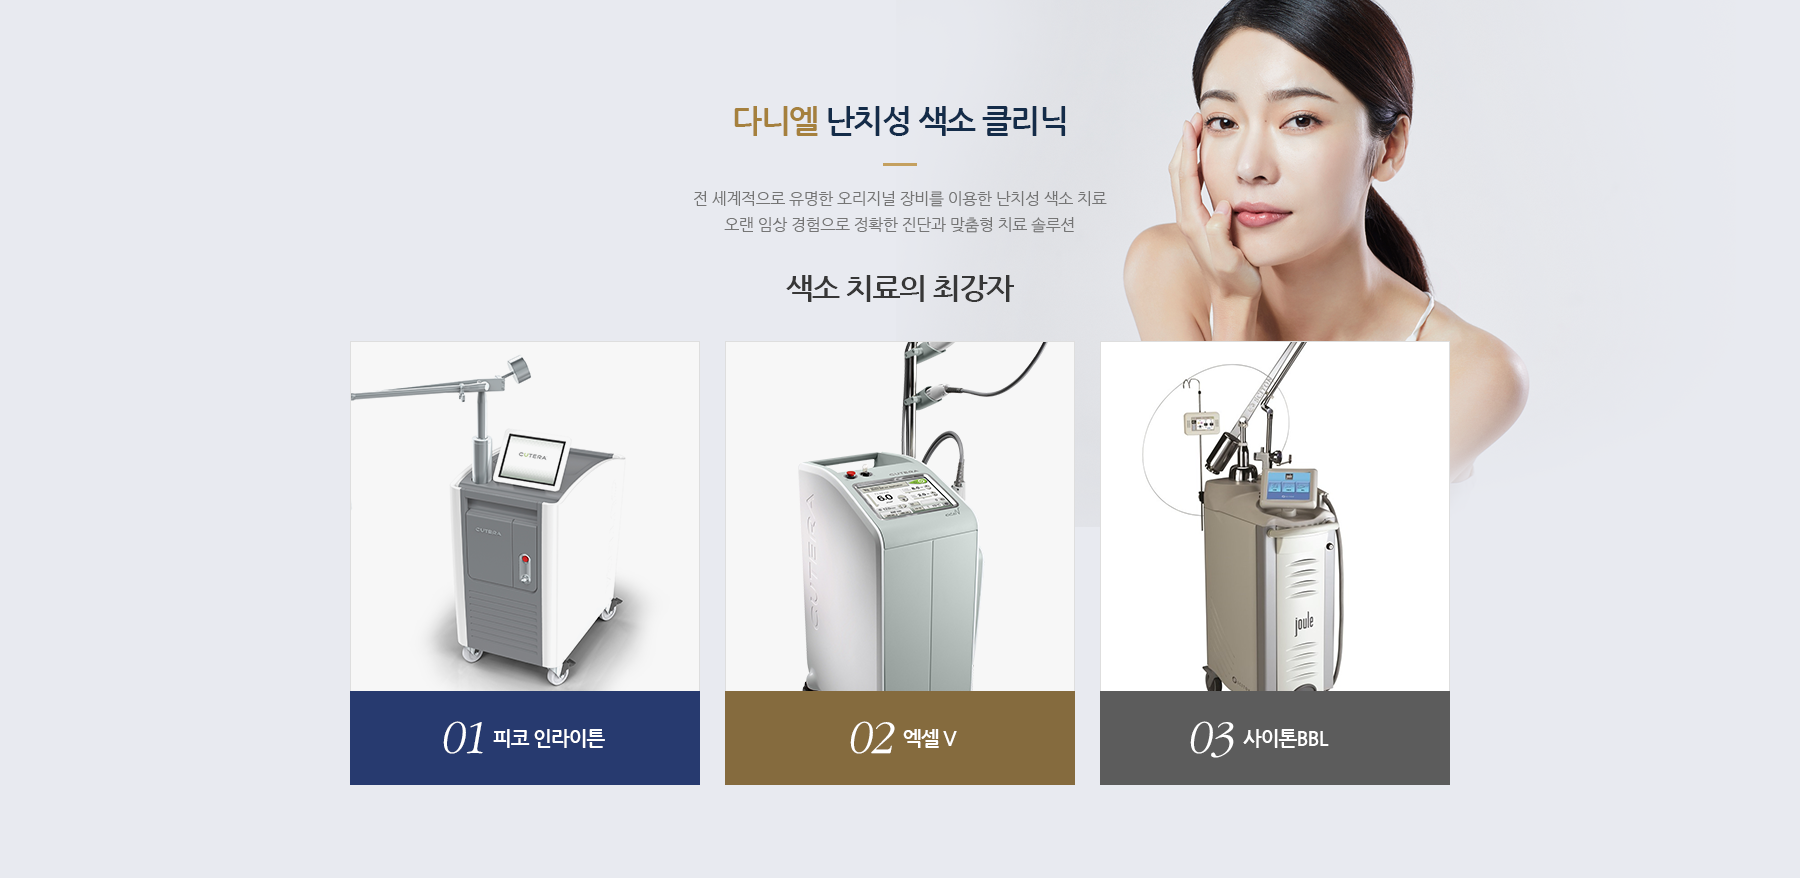 다니엘 난치성 색소 클리닉
전 세계적으로 유명한 오리지널 장비를 이용한 난치성 색소 치료
오랜 임상 경험으로 정확한 진단과 맞춤형 치료 솔루션
색소 치료의 최강자
CUTERA
CUTERA
CUTERA
6.0
CUTERA
joule
01 피코 인라이튼
02 엑셀 V
03 사이톤BBL